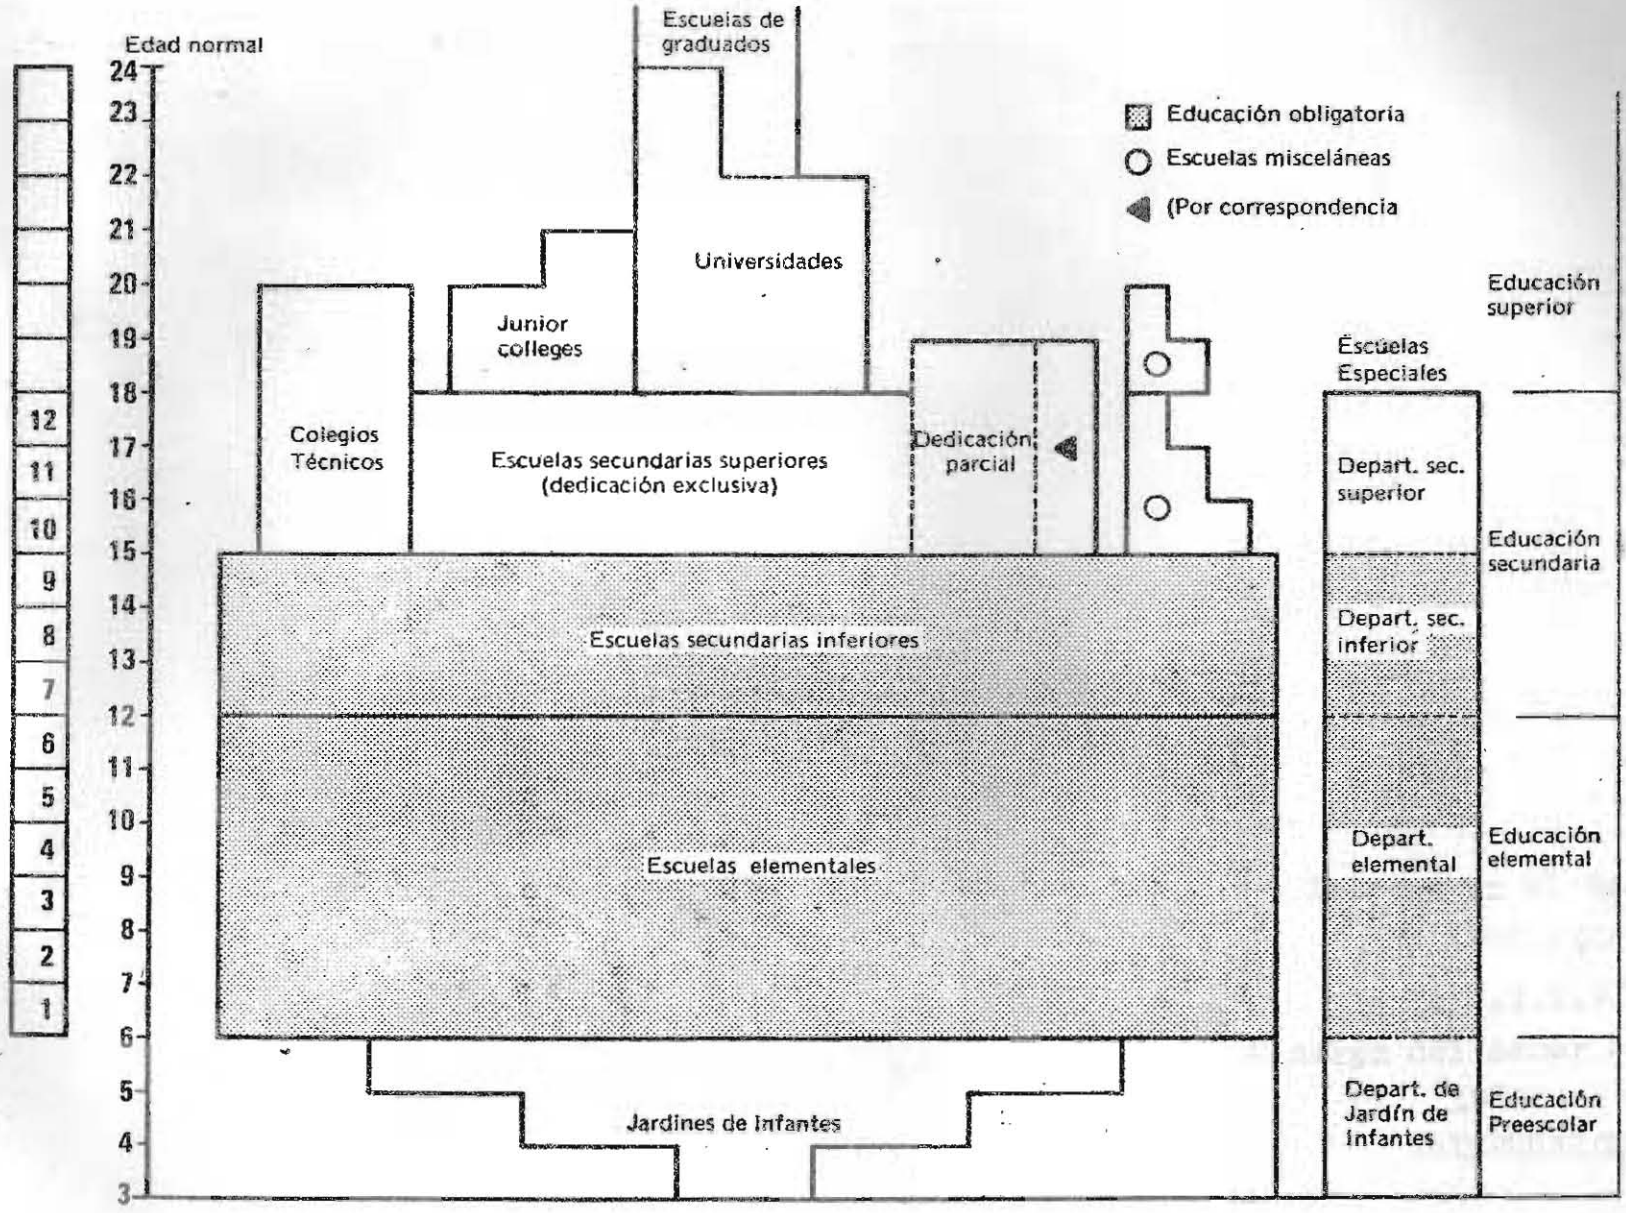 Edad normal
24
23
22
21
20
19
18
17
16
15
14
13
12
11
10
9
8
7
6
5
4
3
12
11
10
9
8
7
6
5
4
3
2
1
Escuelas de
graduados
Universidades
Junior
colleges
Colegios
Técnicos
Escuelas secundarias superiores
(dedicación exclusiva)
Dedicación
parcial
Escuelas secundarias inferiores
Escuelas elementales
Jardines de Infantes
Educación obligatoria
Escuelas misceláneas
(Por correspondencia
Escuelas
Especiales
Depart. sec.
superior
Depart. sec.
inferior
Depart.
elemental
Depart. de
Jardín de
Infantes
Educación
superior
Educación
secundaria
Educación
elemental
Educación
Preescolar